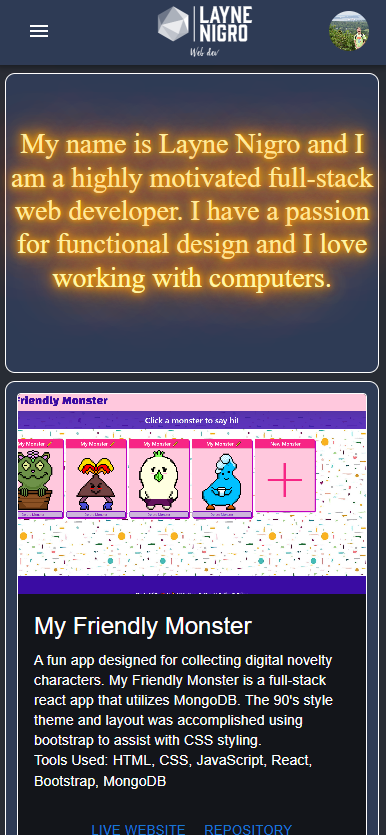 LAYNE
NIGRO
Web dev
My name is Layne Nigro and I
am a highly motivated full-stack
web developer. I have a passion
for functional design and I love
working with computers.
Friendly Monster
Click a monster to say hi!
My Monster My Monster My Monster My Monster New Monster
My Friendly Monster
A fun app designed for collecting digital novelty
characters. My Friendly Monster is a full-stack
react app that utilizes MongoDB. The 90's style
theme and layout was accomplished using
bootstrap to assist with CSS styling.
Tools Used: HTML, CSS, JavaScript, React,
Bootstrap, MongoDB
LIVE WEBSITE REPOSITORY